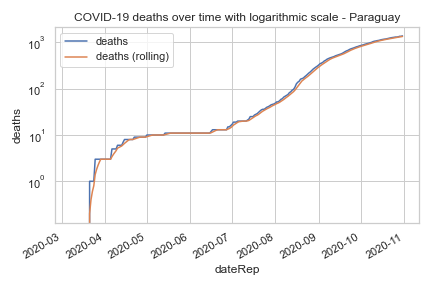 COVID-19 deaths over time with logarithmic scale - Paraguay
deaths
deaths (rolling)
10³
10²
10¹
10⁰
deaths
2020-03
2020-04
2020-05
2020-06
2020-07
2020-08
2020-09
2020-10
2020-11
dateRep